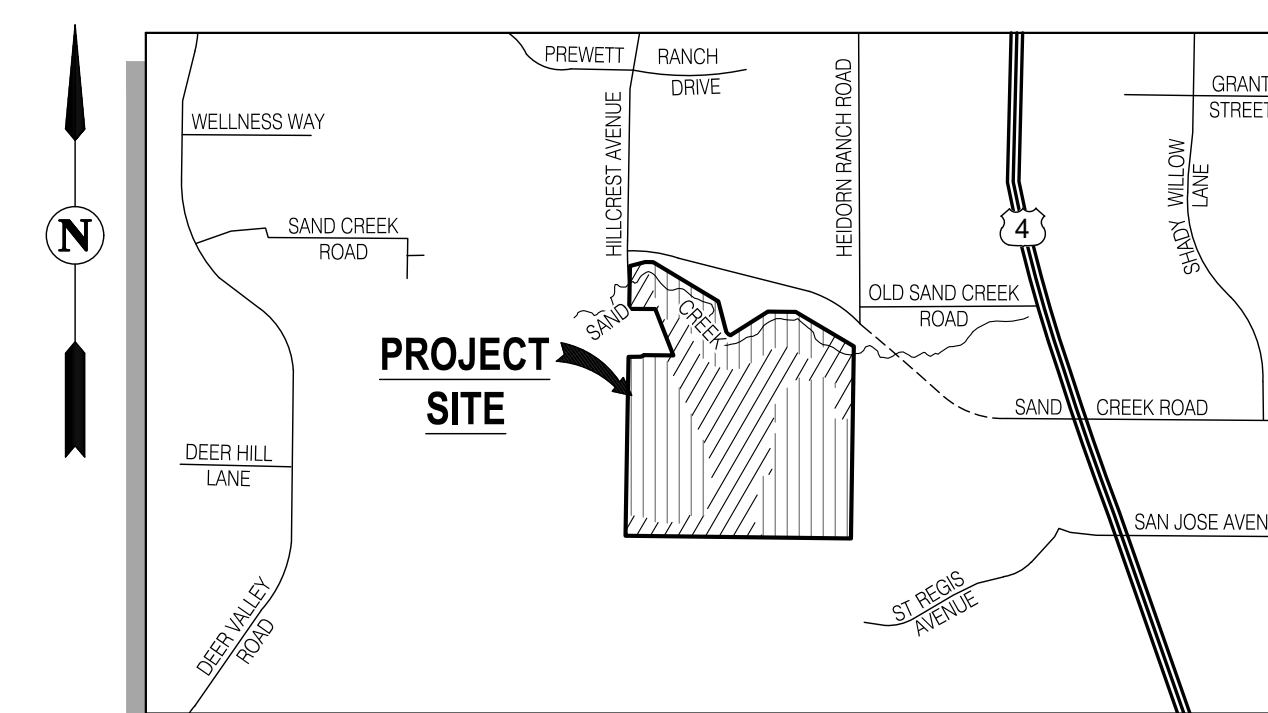 PREWETT RANCH
DRIVE
WELLNESS WAY
HILLCREST AVENUE
HEIDORN RANCH ROAD
GRANT
STREET
SHADY WILLOW
LANE
N
SAND CREEK
ROAD
4
OLD SAND CREEK
ROAD
SAND CREEK
PROJECT
SITE
SAND CREEK ROAD
DEER HILL
LANE
SAN JOSE AVEN
ST REGIS
AVENUE
DEER VALLEY
ROAD